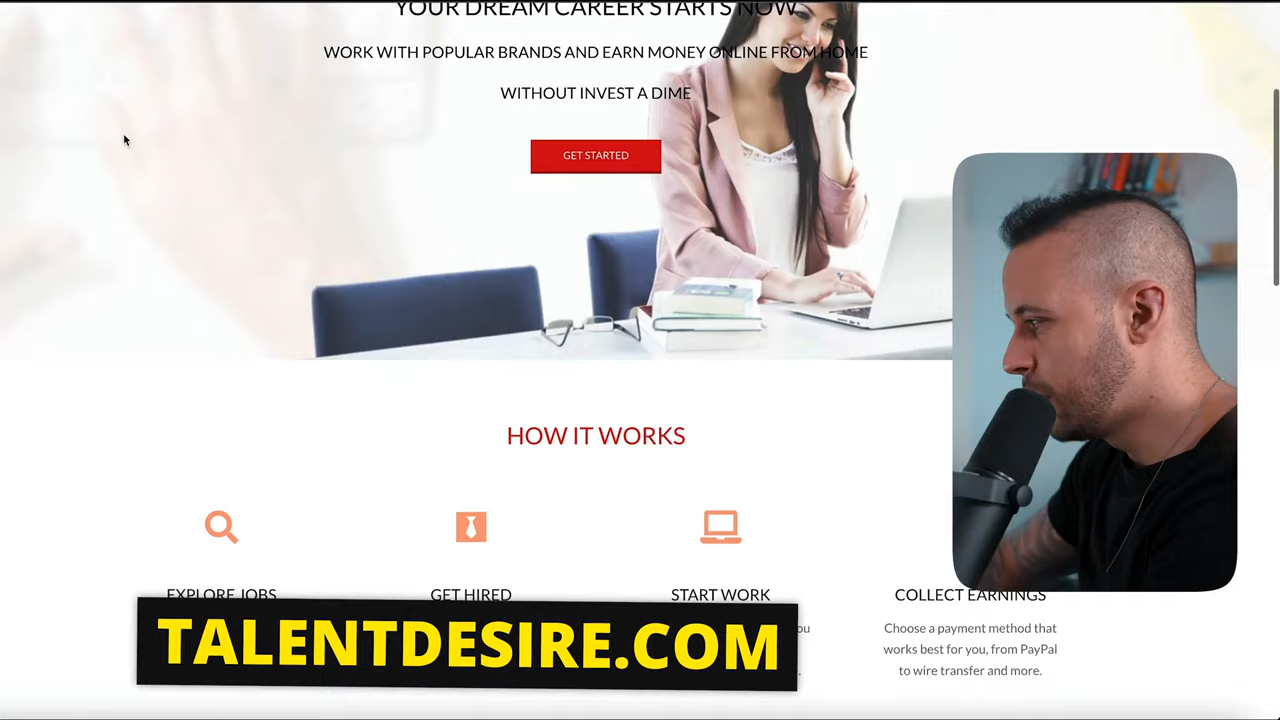 YOUR DREAM CAREER STARTS NOW
WORK WITH POPULAR BRANDS AND EARN MONEY ONLINE FROM HOME
WITHOUT INVEST A DIME
GET STARTED
HOW IT WORKS
EXPLORE JOBS
GET HIRED
START WORK
COLLECT EARNINGS
Choose a payment method that
works best for you, from PayPal
to wire transfer and more.
TALENTDESIRE.COM